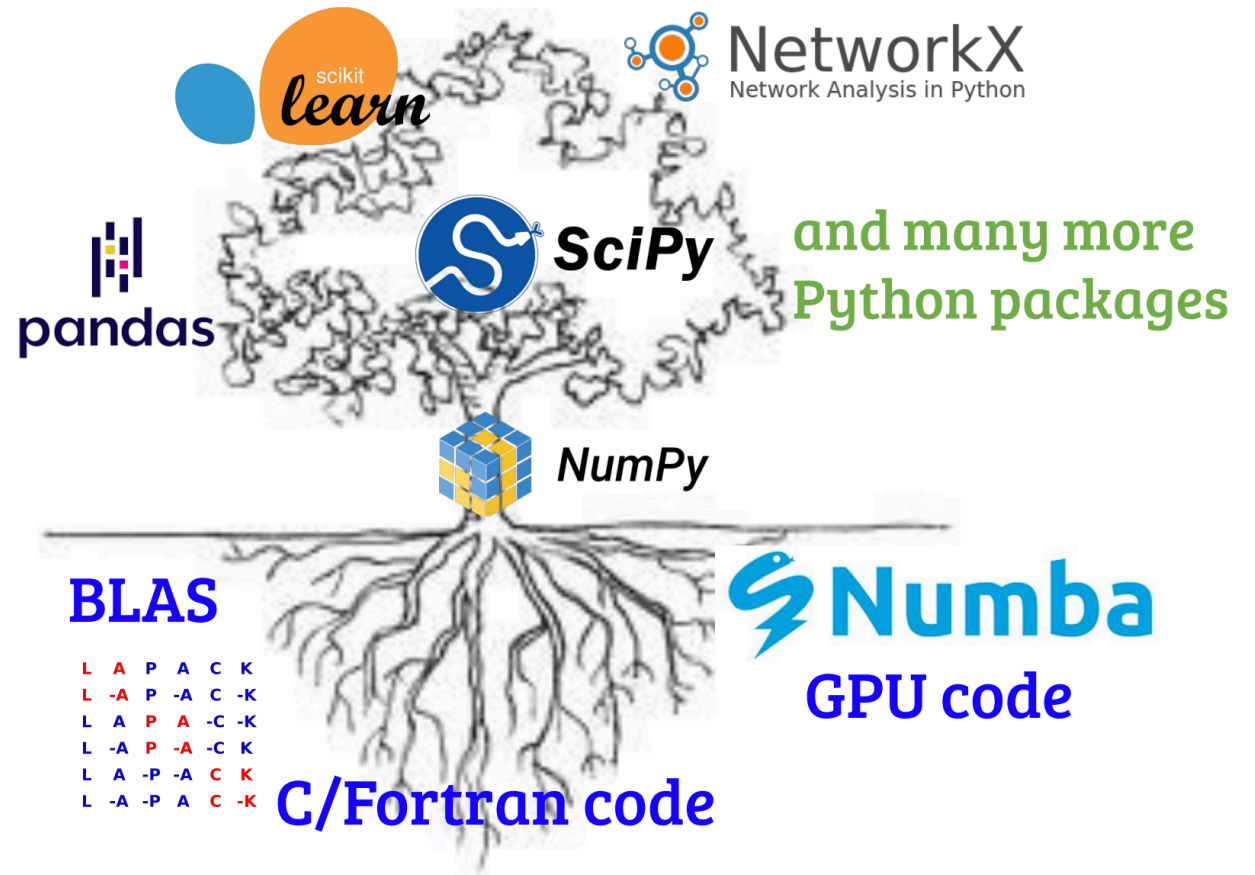 scikit
learn
NetworkX
Network Analysis in Python
pandas
SciPy
and many more
Python packages
NumPy
BLAS
L A P A C K
L -A P -A C -K
L A P A -C -K
L -A P -A -C K
L A -P -A C K
L -A -P A C -K
C/Fortran code
Numba
GPU code